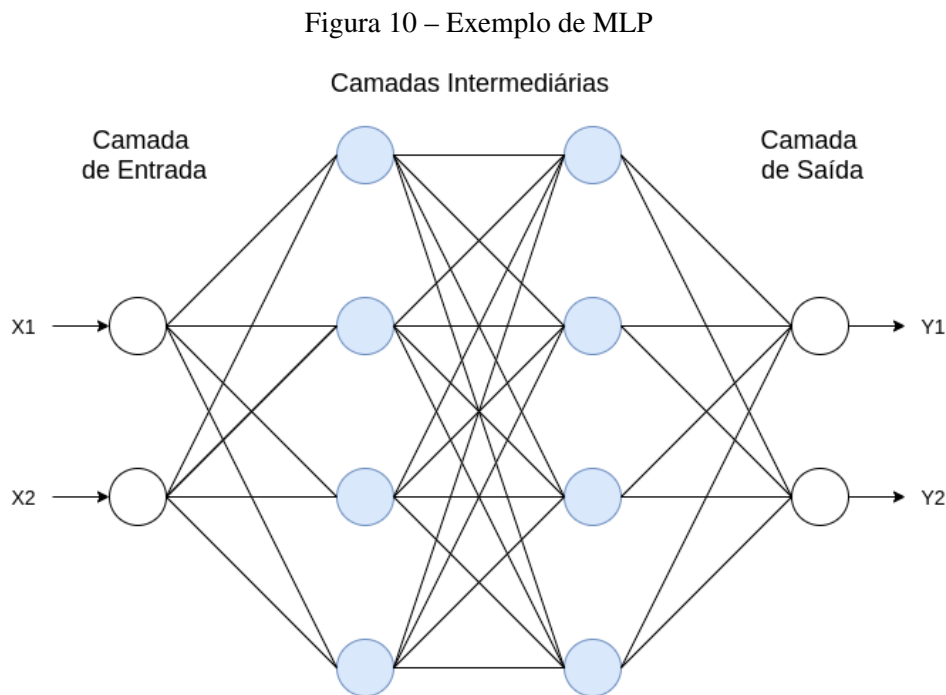 Figura 10 – Exemplo de MLP
Camadas Intermediárias
Camada
de Entrada
Camada
de Saída
X1
Y1
X2
Y2